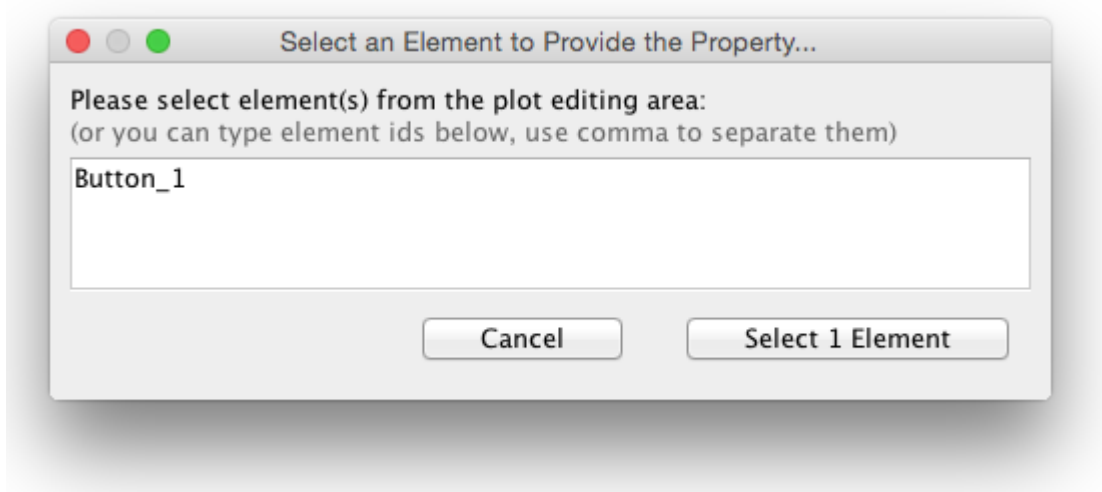 Select an Element to Provide the Property...
Please select element(s) from the plot editing area:
(or you can type element ids below, use comma to separate them)
Button_1
Cancel
Select 1 Element